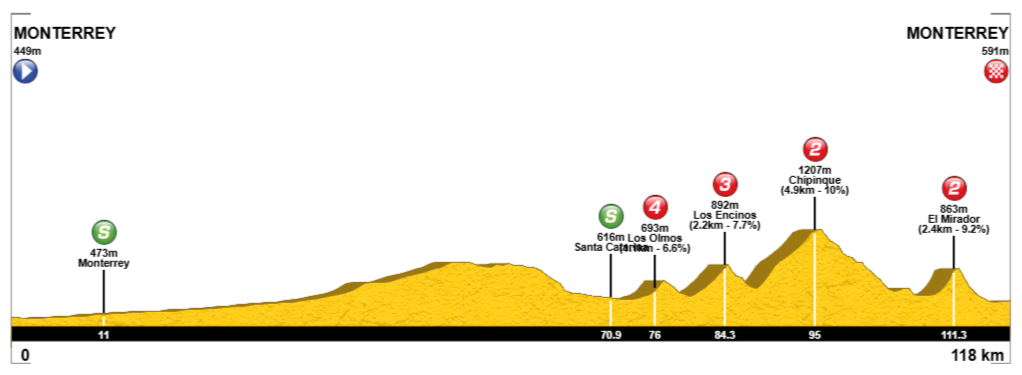 MONTERREY
449m
MONTERREY
591m
S
473m
Monterrey
S
616m
Santa Catarina
4
693m
Los Olmos
6.6%)
3
892m
Los Encinos
(2.2km - 7.7%)
2
1207m
Chipinque
(4.9km - 10%)
2
863m
El Mirador
(2.4km - 9.2%)
11
70.9
76
84.3
95
111.3
0
118 km